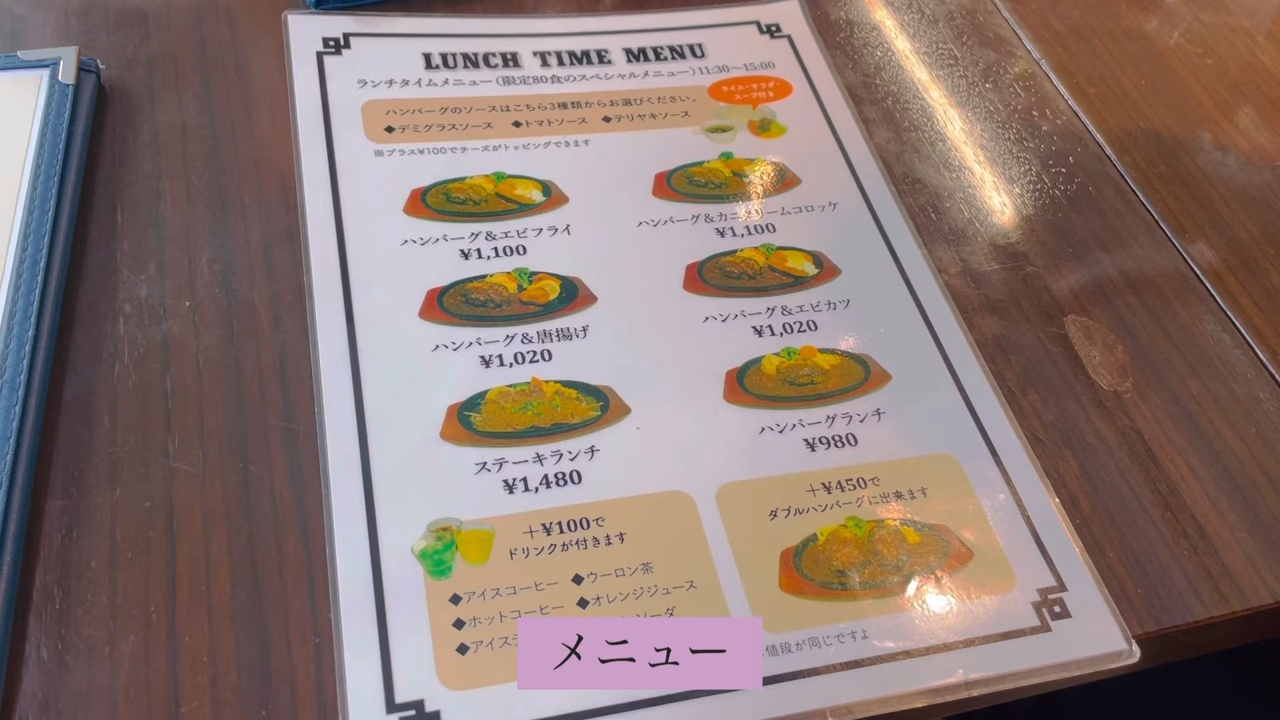 LUNCH TIME MENU
ランチタイムメニュー(限定80食のスペシャルメニュー)11:30〜15:00
ライス・サラダ・
スープ付き
ハンバーグのソースはこちら3種類からお選びください。
◆デミグラスソース ◆トマトソース ◆テリヤキソース
※プラス¥100でチーズがトッピングできます
ハンバーグ&エビフライ
¥1,100
ハンバーグ&カニクリームコロッケ
¥1,100
ハンバーグ&唐揚げ
¥1,020
ハンバーグ&エビカツ
¥1,020
ステーキランチ
¥1,480
ハンバーグランチ
¥980
+¥100で
ドリンクが付きます
◆アイスコーヒー ◆ウーロン茶
◆ホットコーヒー ◆オレンジジュース
◆アイス
ソーダ
+¥450で
ダブルハンバーグに出来ます
値段が同じですよ
メニュー